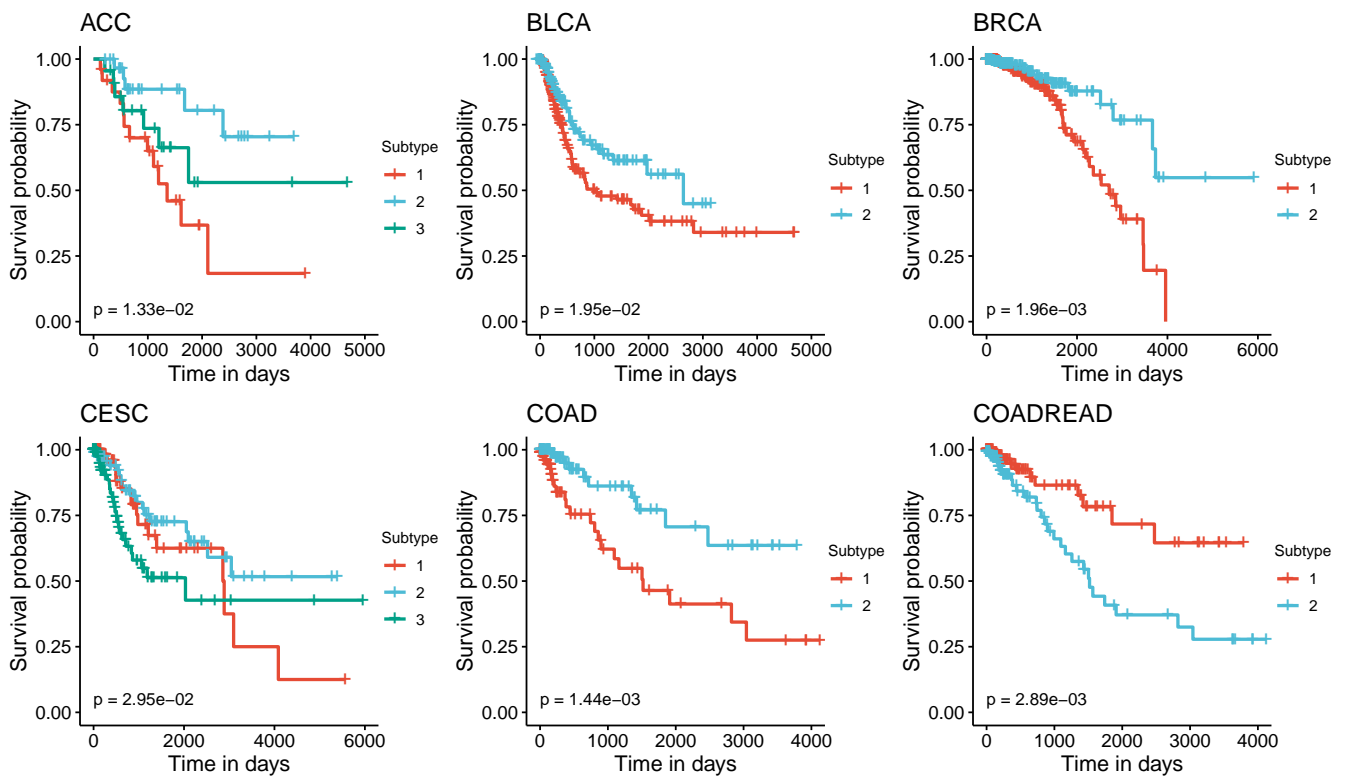 ACC
Survival probability
1.00
0.75
0.50
0.25
0.00
p = 1.33e−02
0 1000 2000 3000 4000 5000
Time in days
Subtype
1
2
3
BLCA
Survival probability
1.00
0.75
0.50
0.25
0.00
p = 1.95e−02
0 1000 2000 3000 4000 5000
Time in days
Subtype
1
2
BRCA
Survival probability
1.00
0.75
0.50
0.25
0.00
p = 1.96e−03
0 2000 4000 6000
Time in days
Subtype
1
2
CESC
Survival probability
1.00
0.75
0.50
0.25
0.00
p = 2.95e−02
0 2000 4000 6000
Time in days
Subtype
1
2
3
COAD
Survival probability
1.00
0.75
0.50
0.25
0.00
p = 1.44e−03
0 1000 2000 3000 4000
Time in days
Subtype
1
2
COADREAD
Survival probability
1.00
0.75
0.50
0.25
0.00
p = 2.89e−03
0 1000 2000 3000 4000
Time in days
Subtype
1
2